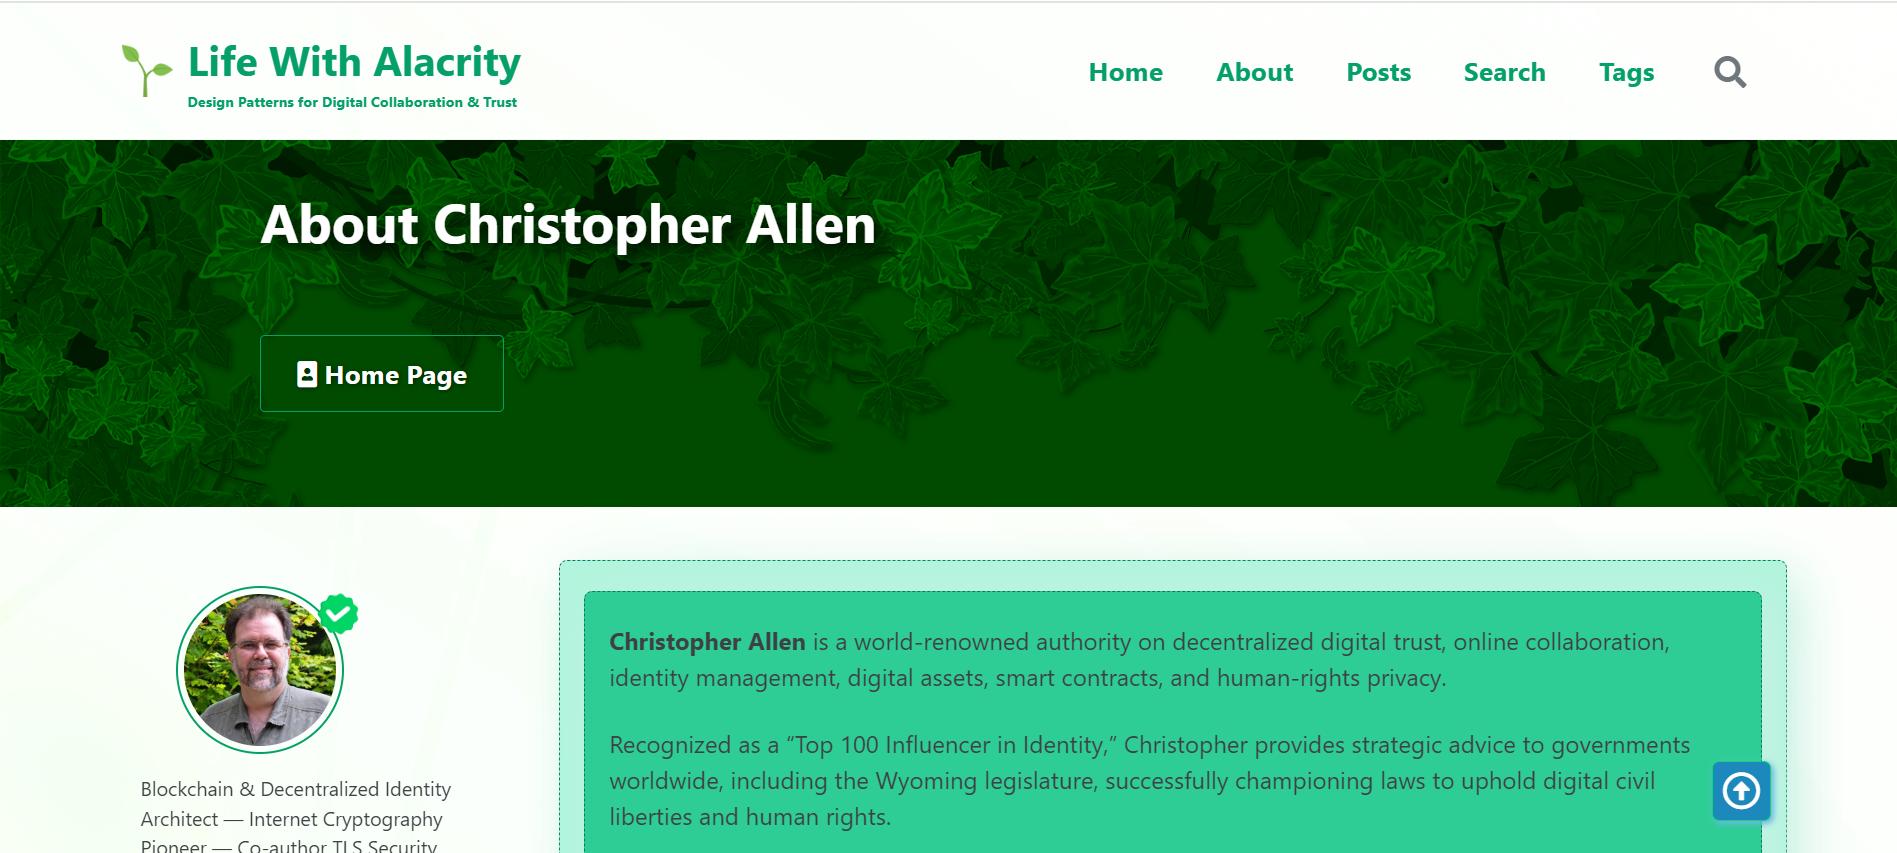 Life With Alacrity
Design Patterns for Digital Collaboration & Trust
Home
About
Posts
Search
Tags
About Christopher Allen
Home Page
Blockchain & Decentralized Identity
Architect — Internet Cryptography
Pioneer — Co-author TLS Security
Christopher Allen is a world-renowned authority on decentralized digital trust, online collaboration,
identity management, digital assets, smart contracts, and human-rights privacy.
Recognized as a “Top 100 Influencer in Identity,” Christopher provides strategic advice to governments
worldwide, including the Wyoming legislature, successfully championing laws to uphold digital civil
liberties and human rights.